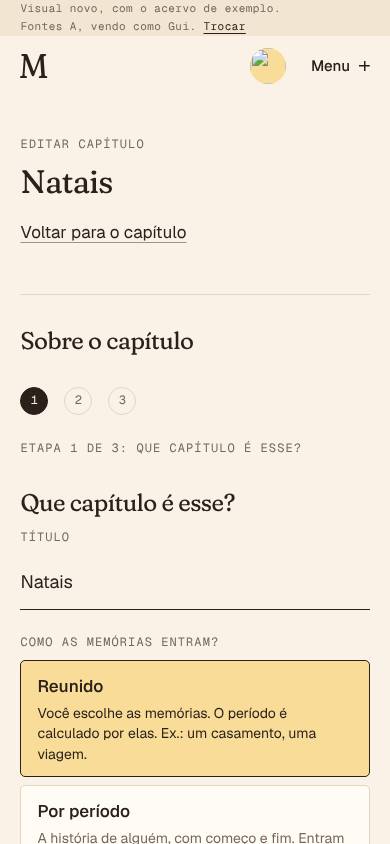 Visual novo, com o acervo de exemplo.
Fontes A, vendo como Gui. Trocar
M
Menu +
EDITAR CAPÍTULO
Natais
Voltar para o capítulo
Sobre o capítulo
1 2 3
ETAPA 1 DE 3: QUE CAPÍTULO É ESSE?
Que capítulo é esse?
TÍTULO
Natais
COMO AS MEMÓRIAS ENTRAM?
Reunido
Você escolhe as memórias. O período é
calculado por elas. Ex.: um casamento, uma
viagem.
Por período
A história de alguém, com começo e fim. Entram